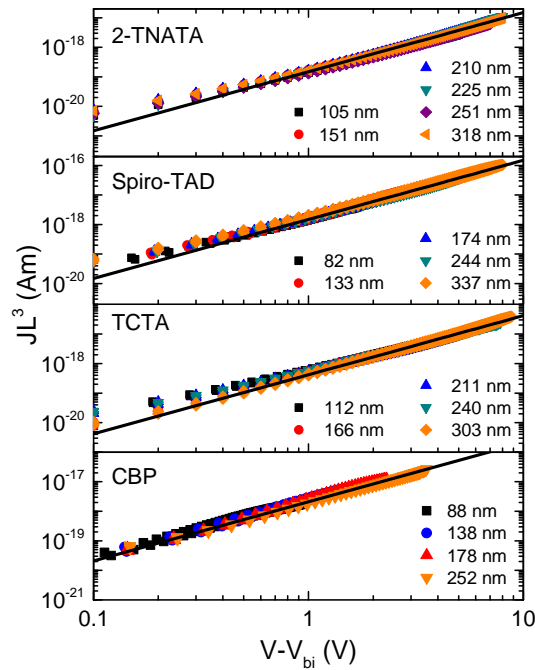 2-TNATA
10⁻¹⁸
10⁻²⁰
105 nm
151 nm
210 nm
225 nm
251 nm
318 nm
Spiro-TAD
10⁻¹⁶
10⁻¹⁸
10⁻²⁰
82 nm
133 nm
174 nm
244 nm
337 nm
JL³ (Am)
TCTA
10⁻¹⁸
10⁻²⁰
112 nm
166 nm
211 nm
240 nm
303 nm
CBP
10⁻¹⁷
10⁻¹⁹
10⁻²¹
88 nm
138 nm
178 nm
252 nm
0.1 1 10
V-V_bi (V)